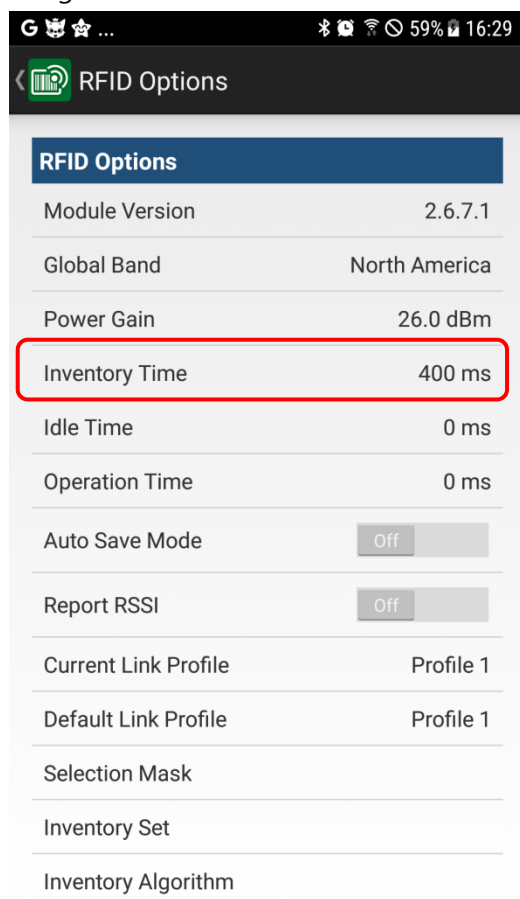 G ... 59% 16:29
RFID Options
RFID Options
Module Version 2.6.7.1
Global Band North America
Power Gain 26.0 dBm
Inventory Time 400 ms
Idle Time 0 ms
Operation Time 0 ms
Auto Save Mode Off
Report RSSI Off
Current Link Profile Profile 1
Default Link Profile Profile 1
Selection Mask
Inventory Set
Inventory Algorithm